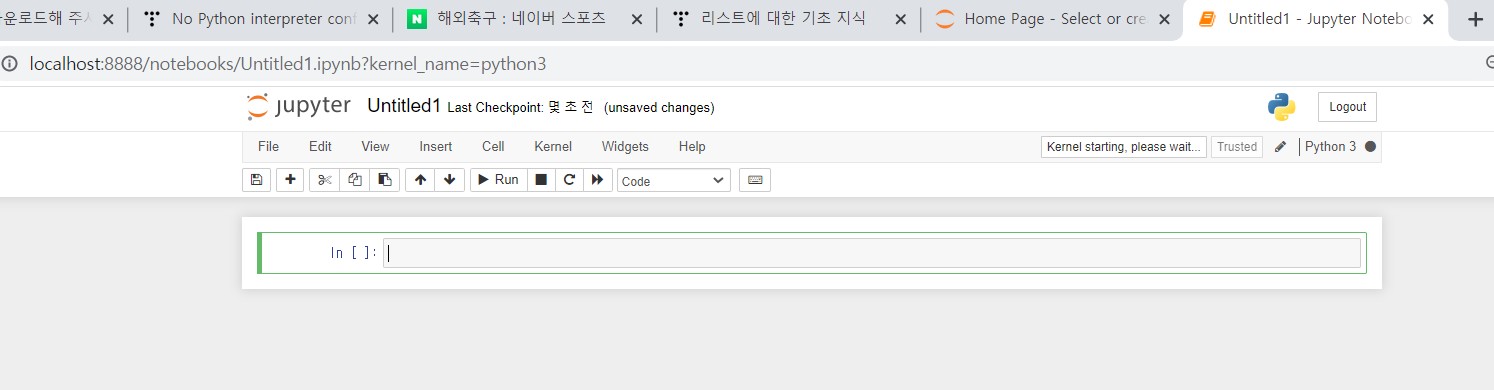 운로드해 주시 No Python interpreter conf 해외축구 : 네이버 스포츠 리스트에 대한 기초 지식 Home Page - Select or cre Untitled1 - Jupyter Notebo
localhost:8888/notebooks/Untitled1.ipynb?kernel_name=python3
jupyter Untitled1 Last Checkpoint: 몇 초 전 (unsaved changes) Logout
File Edit View Insert Cell Kernel Widgets Help Kernel starting, please wait... Trusted Python 3
Run Code
In [ ]: